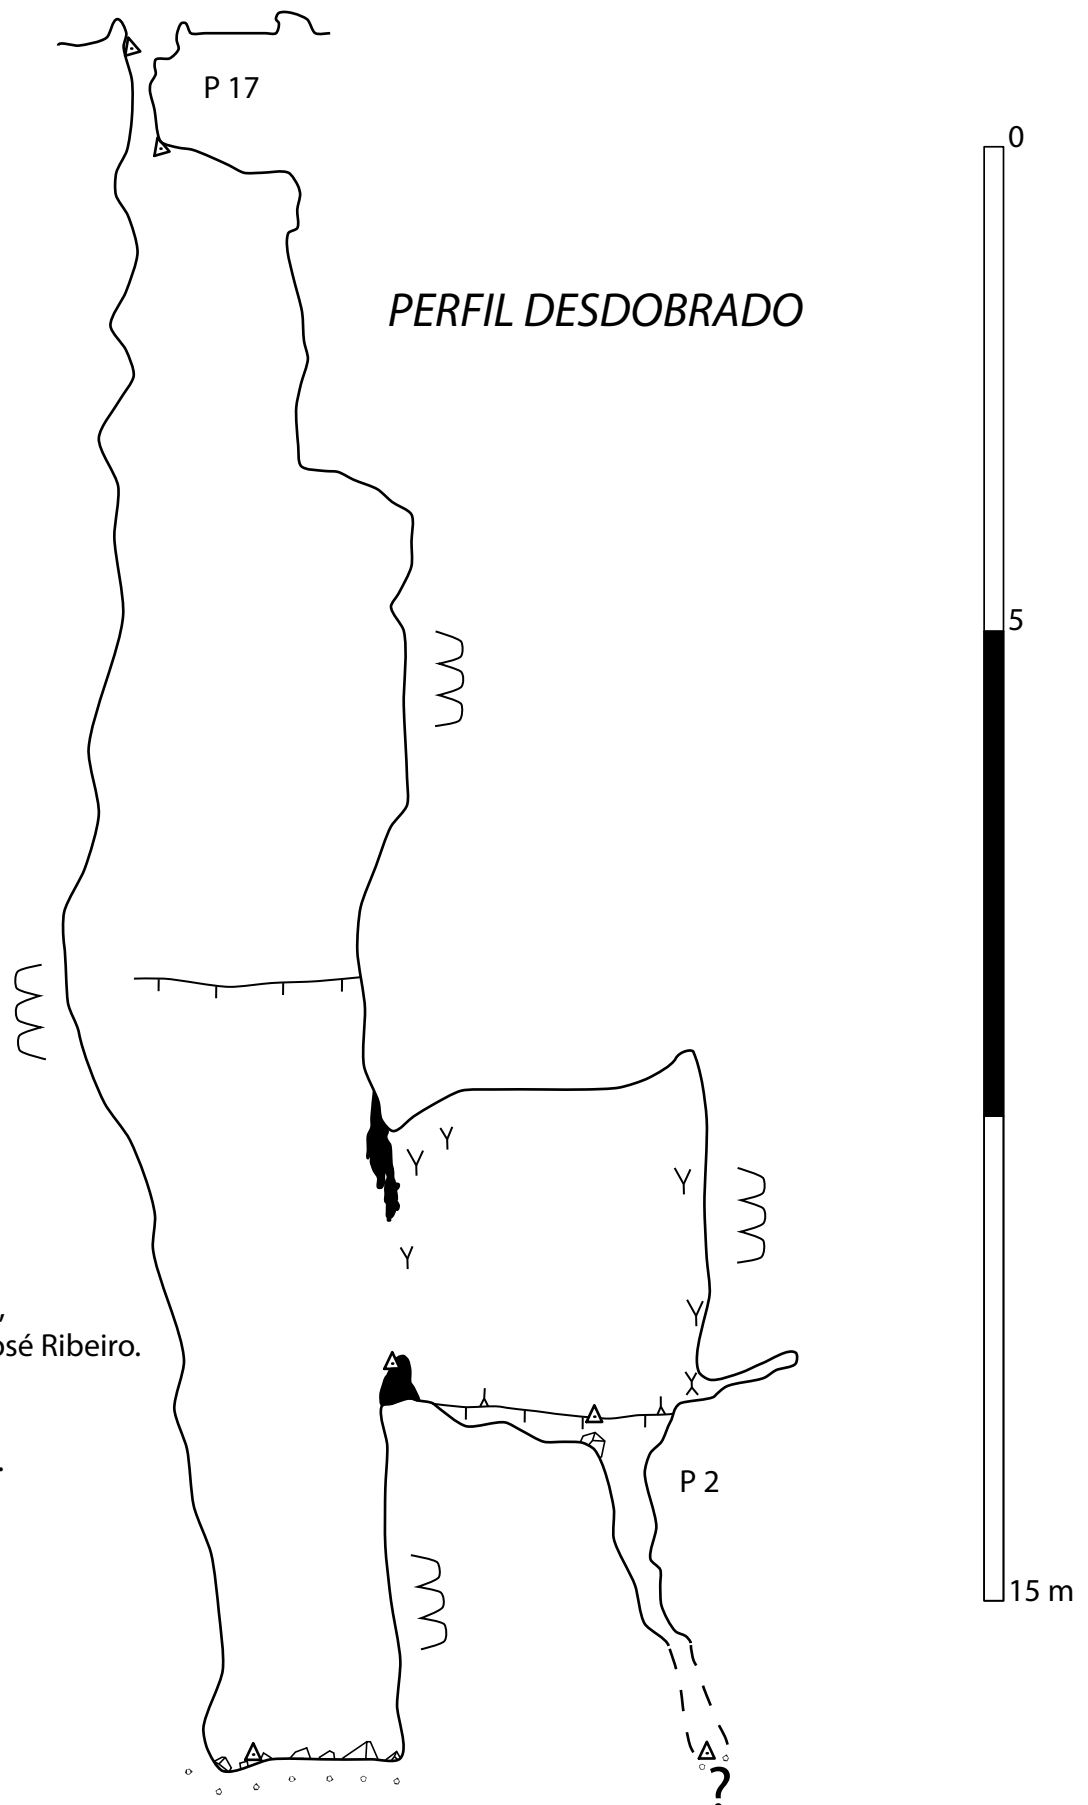 P 17
0
PERFIL DESDOBRADO
5
,
osé Ribeiro.
.
P 2
15 m
?